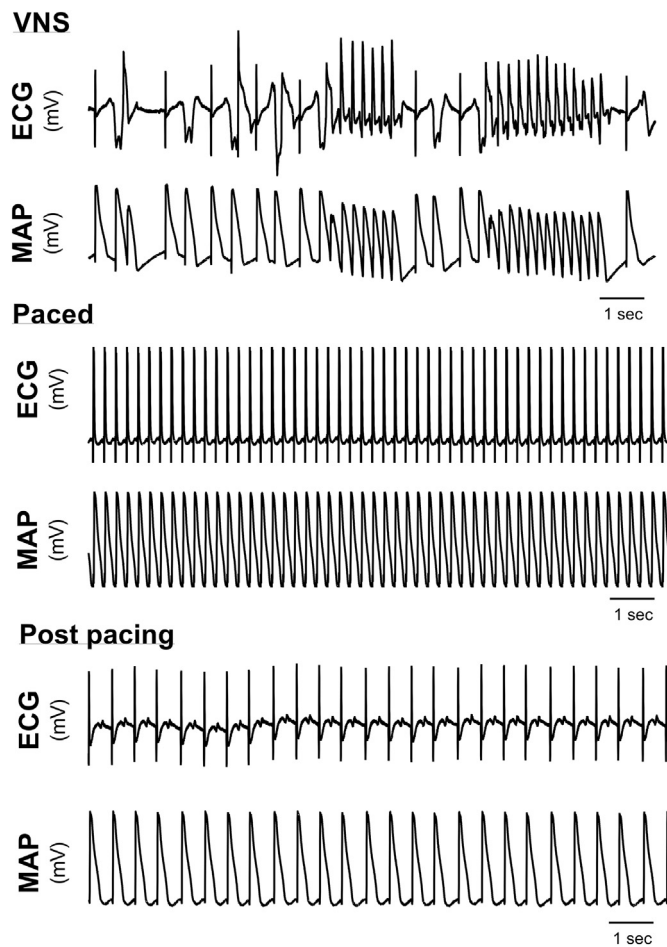 VNS
ECG
(mV)
MAP
(mV)
1 sec
Paced
ECG
(mV)
MAP
(mV)
1 sec
Post pacing
ECG
(mV)
MAP
(mV)
1 sec